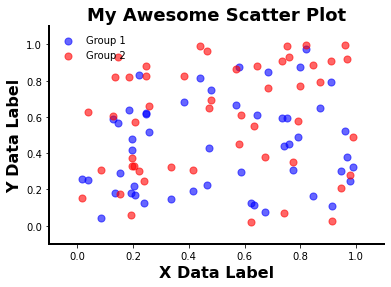 My Awesome Scatter Plot
Group 1
Group 2
Y Data Label
1.0
0.8
0.6
0.4
0.2
0.0
0.0 0.2 0.4 0.6 0.8 1.0
X Data Label